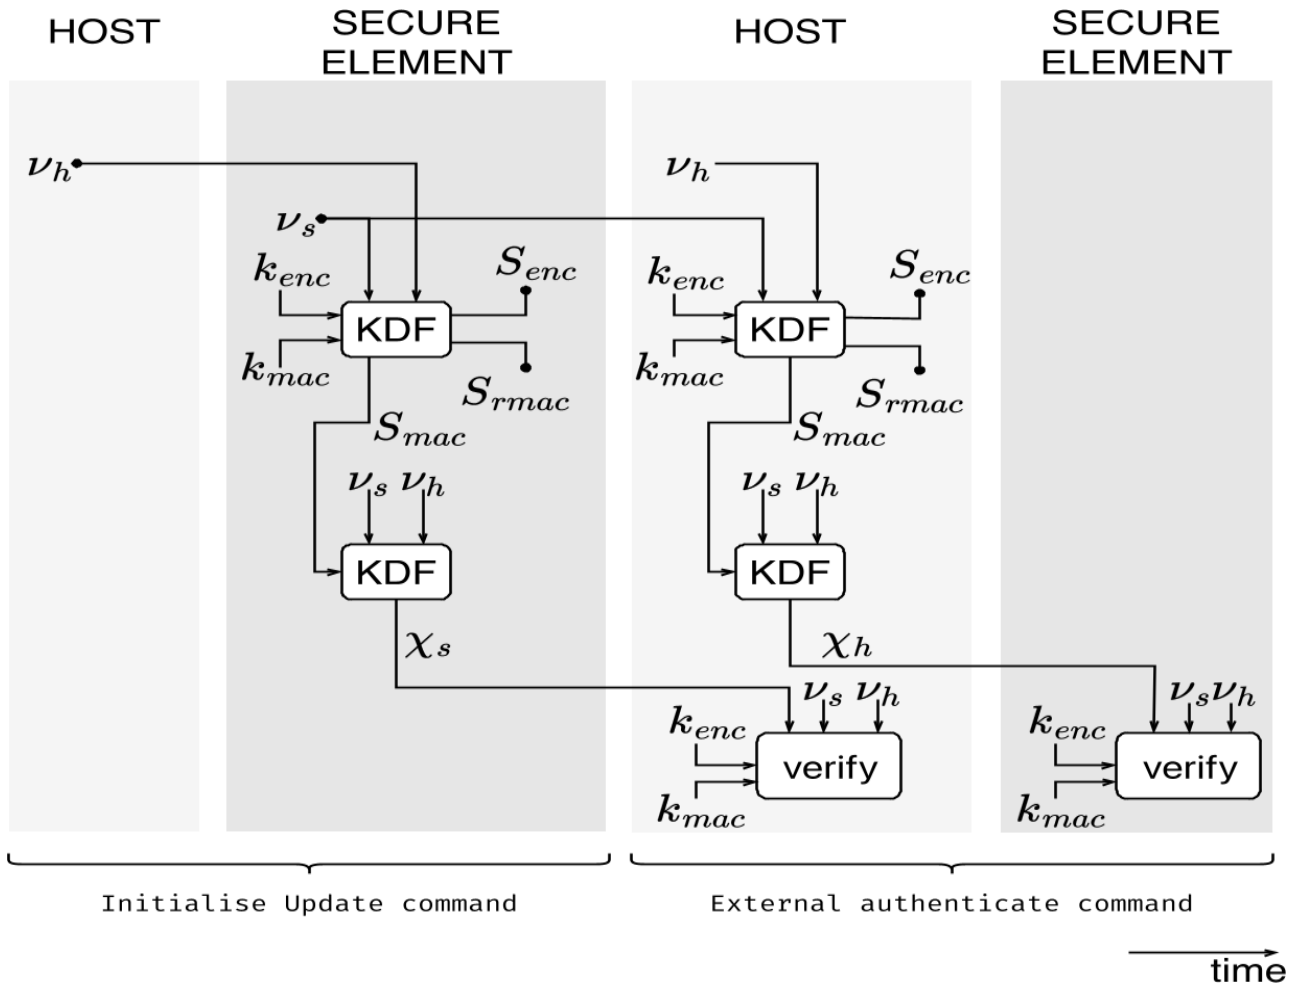 HOST
SECURE
ELEMENT
HOST
SECURE
ELEMENT
νh
νh
νs
kenc
Senc
kenc
Senc
KDF
KDF
kmac
Srmac
kmac
Srmac
Smac
Smac
νs νh
νs νh
KDF
KDF
χs
χh
νs νh
νs νh
kenc
kenc
verify
verify
kmac
kmac
Initialise Update command
External authenticate command
time